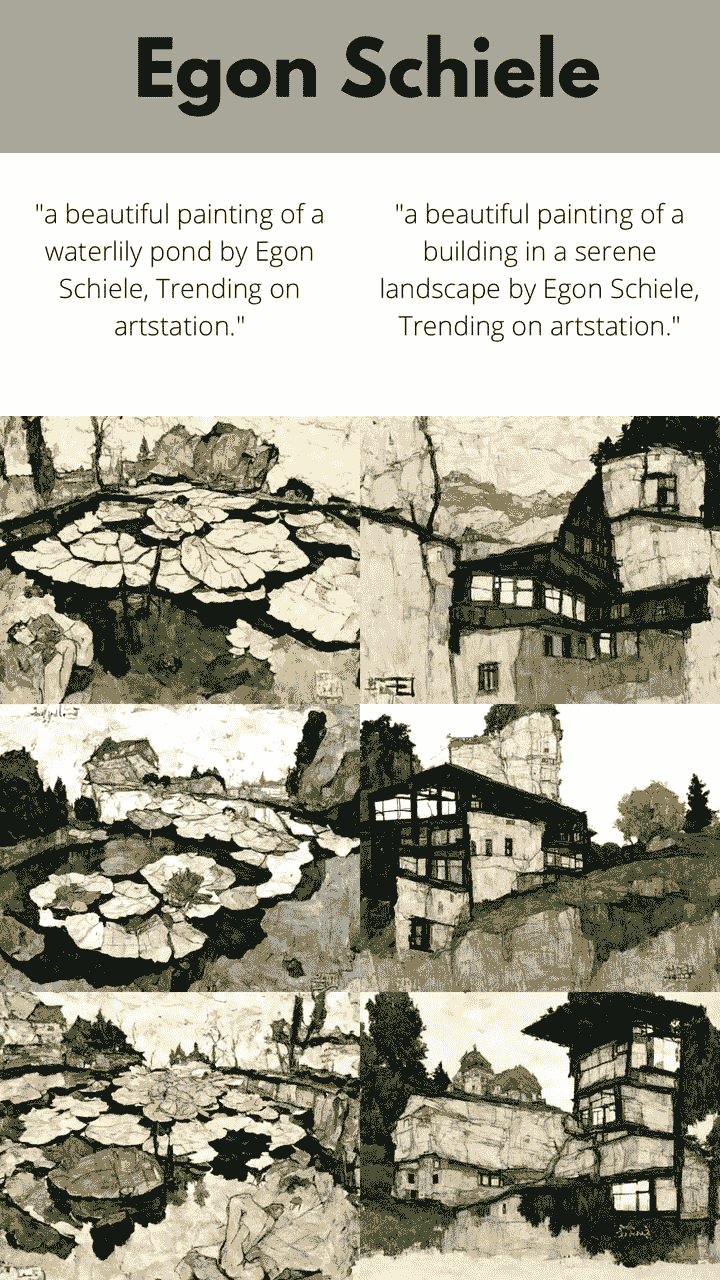 Egon Schiele
"a beautiful painting of a
waterlily pond by Egon
Schiele, Trending on
artstation."
"a beautiful painting of a
building in a serene
landscape by Egon Schiele,
Trending on artstation."